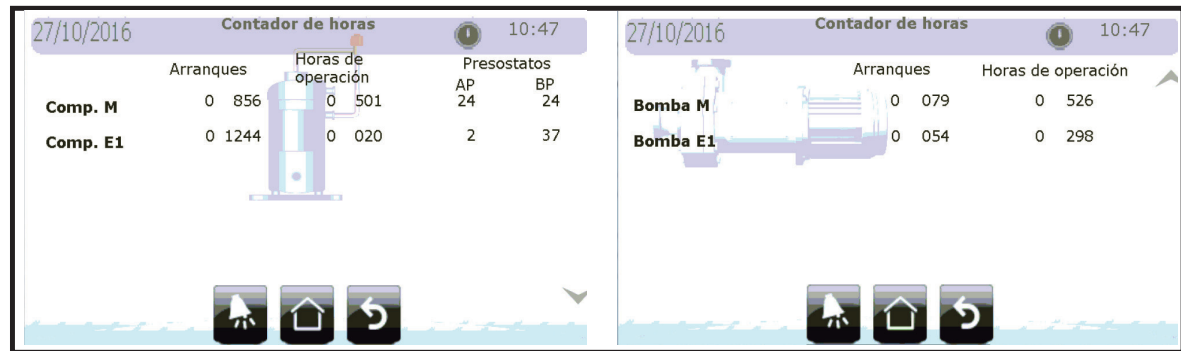 27/10/2016 Contador de horas 10:47
Arranques Horas de operación Presostatos
AP BP
Comp. M 0 856 0 501 24 24
Comp. E1 0 1244 0 020 2 37
27/10/2016 Contador de horas 10:47
Arranques Horas de operación
Bomba M 0 079 0 526
Bomba E1 0 054 0 298